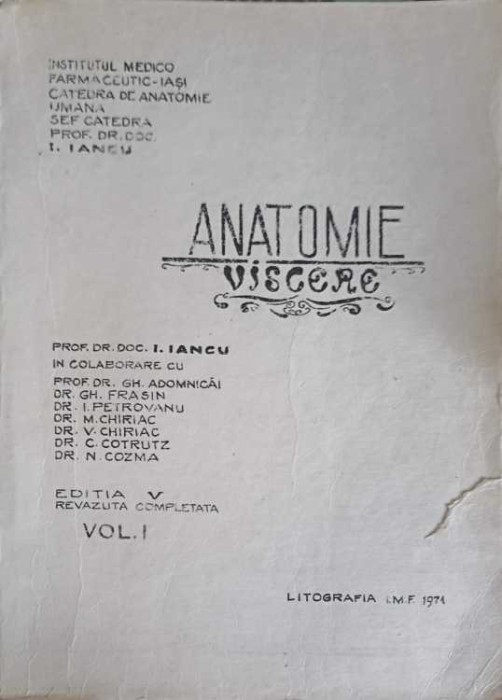 INSTITUTUL MEDICO
FARMACEUTIC-IAȘI
CATEDRA DE ANATOMIE
UMANA
SEF CATEDRA
PROF. DR. DOC.
I. IANCU
ANATOMIE
VISCERE
PROF. DR. DOC. I. IANCU
IN COLABORARE CU
PROF. DR. GH. ADOMNICĂI
DR. GH. FRASIN
DR. I. PETROVANU
DR. M. CHIRIAC
DR. V. CHIRIAC
DR. C. COTRUTZ
DR. N. COZMA
EDITIA V
REVAZUTA COMPLETATA
VOL. I
LITOGRAFIA I.M.F. 1971